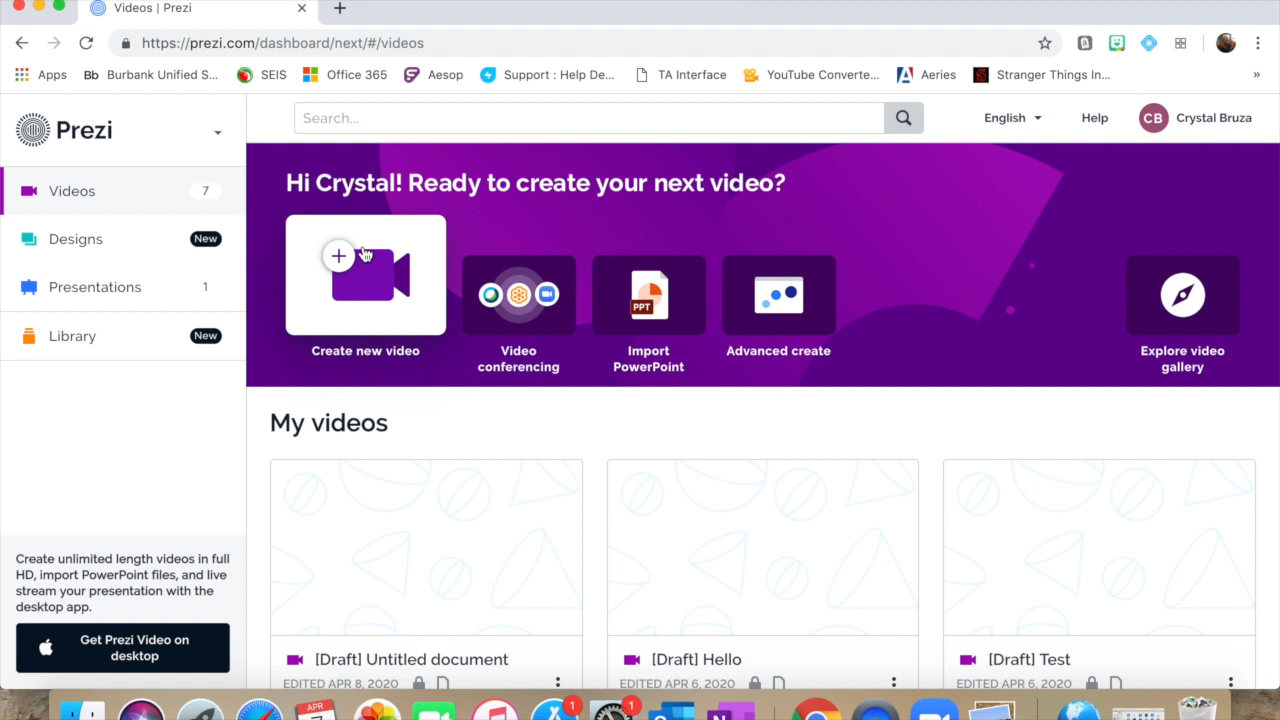 Videos | Prezi
https://prezi.com/dashboard/next/#/videos
Apps
Bb Burbank Unified S...
SEIS
Office 365
Aesop
Support : Help De...
TA Interface
YouTube Converte...
Aeries
Stranger Things In...
»
Prezi
Search...
English
Help
CB
Crystal Bruza
Videos
7
Designs
New
Presentations
1
Library
New
Hi Crystal! Ready to create your next video?
PPT
Create new video
Video
conferencing
Import
PowerPoint
Advanced create
Explore video
gallery
My videos
[Draft] Untitled document
EDITED APR 8, 2020
[Draft] Hello
EDITED APR 6, 2020
[Draft] Test
EDITED APR 6, 2020
Create unlimited length videos in full
HD, import PowerPoint files, and live
stream your presentation with the
desktop app.
Get Prezi Video on
desktop
APR
7
1
1